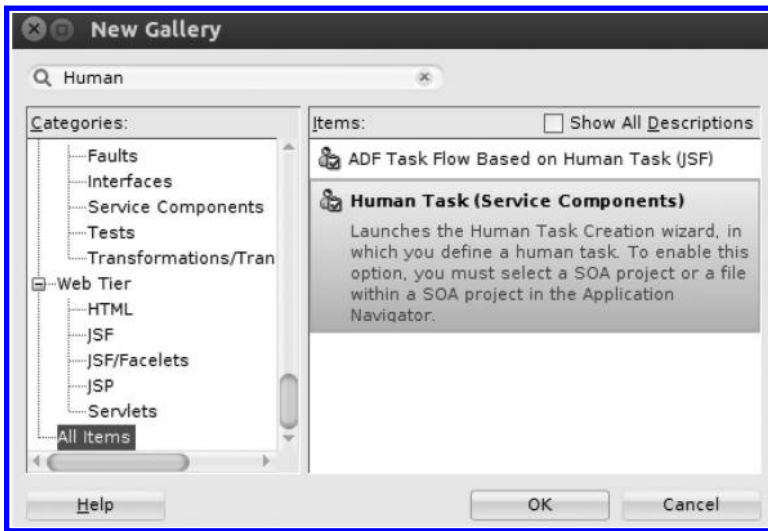 New Gallery
Human
Categories:
Faults
Interfaces
Service Components
Tests
Transformations/Tran
Web Tier
HTML
JSF
JSF/Facelets
JSP
Servlets
All Items
Items:
Show All Descriptions
ADF Task Flow Based on Human Task (JSF)
Human Task (Service Components)
Launches the Human Task Creation wizard, in
which you define a human task. To enable this
option, you must select a SOA project or a file
within a SOA project in the Application
Navigator.
Help
OK
Cancel